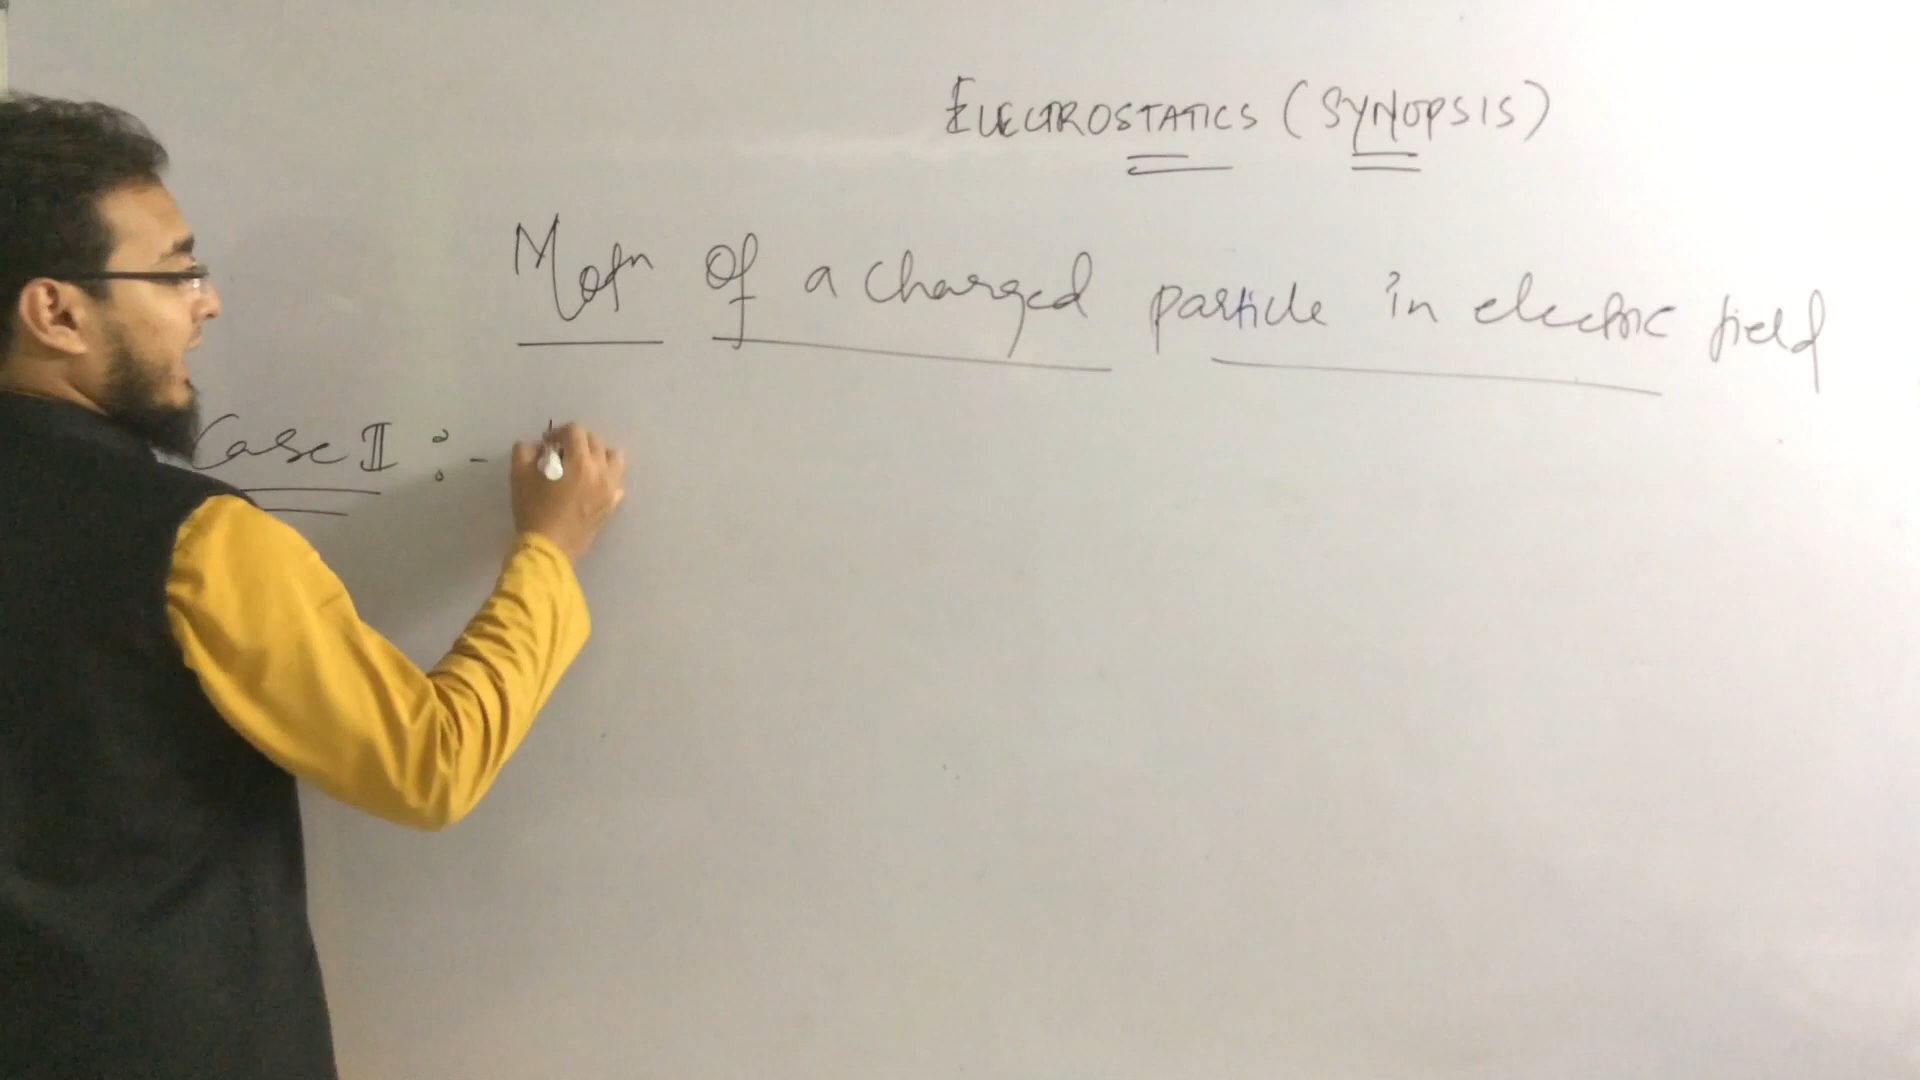 ELECTROSTATICS (SYNOPSIS)
Motn of a charged particle in electric field
Case II :-